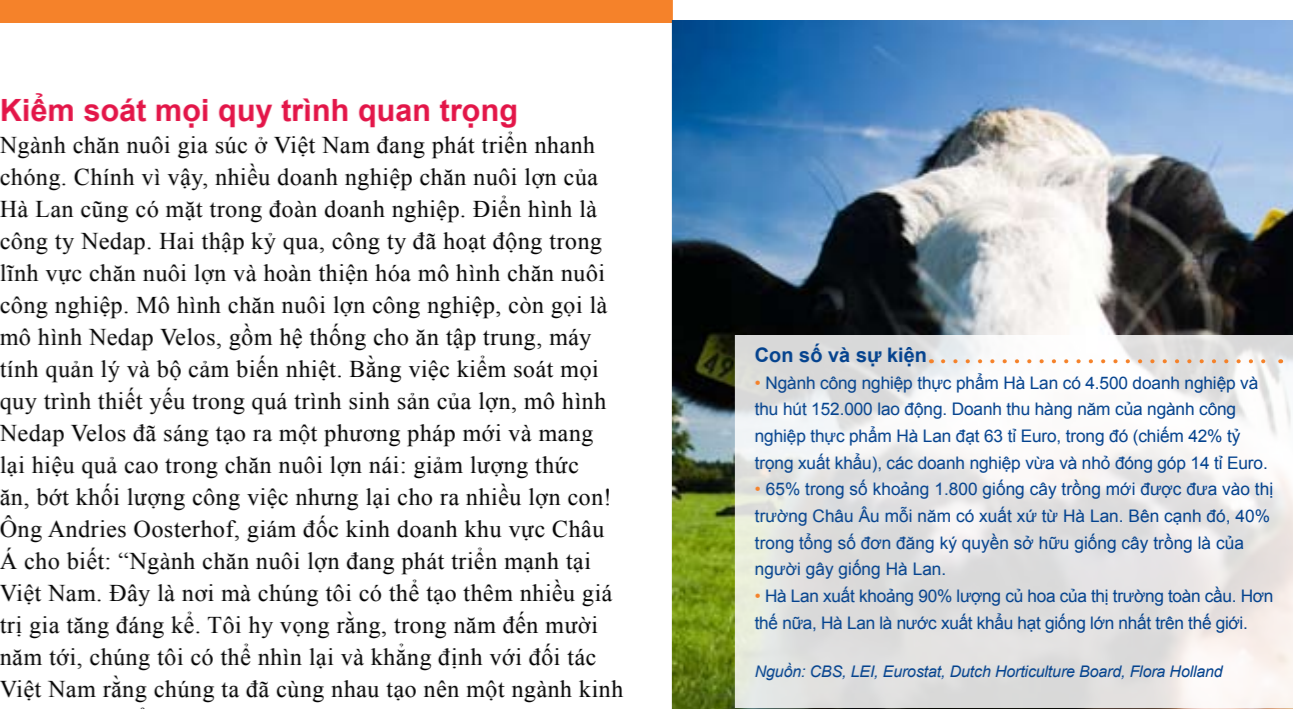 Kiểm soát mọi quy trình quan trọng
Ngành chăn nuôi gia súc ở Việt Nam đang phát triển nhanh
chóng. Chính vì vậy, nhiều doanh nghiệp chăn nuôi lợn của
Hà Lan cũng có mặt trong đoàn doanh nghiệp. Điển hình là
công ty Nedap. Hai thập kỷ qua, công ty đã hoạt động trong
lĩnh vực chăn nuôi lợn và hoàn thiện hóa mô hình chăn nuôi
công nghiệp. Mô hình chăn nuôi lợn công nghiệp, còn gọi là
mô hình Nedap Velos, gồm hệ thống cho ăn tập trung, máy
tính quản lý và bộ cảm biến nhiệt. Bằng việc kiểm soát mọi
quy trình thiết yếu trong quá trình sinh sản của lợn, mô hình
Nedap Velos đã sáng tạo ra một phương pháp mới và mang
lại hiệu quả cao trong chăn nuôi lợn nái: giảm lượng thức
ăn, bớt khối lượng công việc nhưng lại cho ra nhiều lợn con!
Ông Andries Oosterhof, giám đốc kinh doanh khu vực Châu
Á cho biết: “Ngành chăn nuôi lợn đang phát triển mạnh tại
Việt Nam. Đây là nơi mà chúng tôi có thể tạo thêm nhiều giá
trị gia tăng đáng kể. Tôi hy vọng rằng, trong năm đến mười
năm tới, chúng tôi có thể nhìn lại và khẳng định với đối tác
Việt Nam rằng chúng ta đã cùng nhau tạo nên một ngành kinh
49
Con số và sự kiện
• Ngành công nghiệp thực phẩm Hà Lan có 4.500 doanh nghiệp và
thu hút 152.000 lao động. Doanh thu hàng năm của ngành công
nghiệp thực phẩm Hà Lan đạt 63 tỉ Euro, trong đó (chiếm 42% tỷ
trọng xuất khẩu), các doanh nghiệp vừa và nhỏ đóng góp 14 tỉ Euro.
• 65% trong số khoảng 1.800 giống cây trồng mới được đưa vào thị
trường Châu Âu mỗi năm có xuất xứ từ Hà Lan. Bên cạnh đó, 40%
trong tổng số đơn đăng ký quyền sở hữu giống cây trồng là của
người gây giống Hà Lan.
• Hà Lan xuất khoảng 90% lượng củ hoa của thị trường toàn cầu. Hơn
thế nữa, Hà Lan là nước xuất khẩu hạt giống lớn nhất trên thế giới.
Nguồn: CBS, LEI, Eurostat, Dutch Horticulture Board, Flora Holland